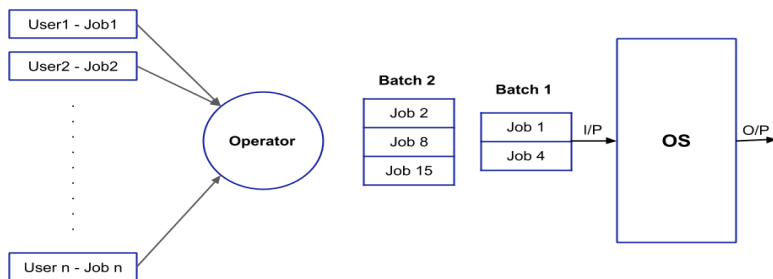 User1 - Job1
User2 - Job2
User n - Job n
Operator
Batch 2
Job 2
Job 8
Job 15
Batch 1
Job 1
Job 4
I/P
OS
O/P